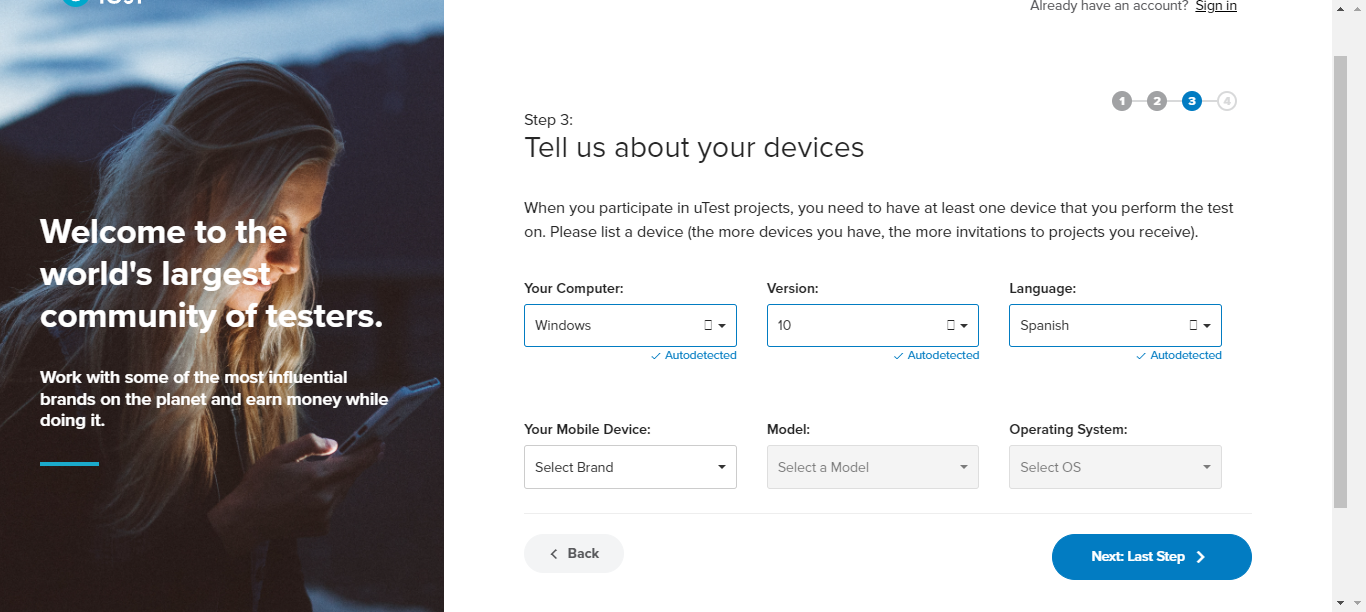 Already have an account? Sign in
1 2 3 4
Step 3:
Tell us about your devices
When you participate in uTest projects, you need to have at least one device that you perform the test
on. Please list a device (the more devices you have, the more invitations to projects you receive).
Your Computer: Version: Language:
Windows 10 Spanish
Autodetected Autodetected Autodetected
Your Mobile Device: Model: Operating System:
Select Brand Select a Model Select OS
Back Next: Last Step
Welcome to the
world's largest
community of testers.
Work with some of the most influential
brands on the planet and earn money while
doing it.